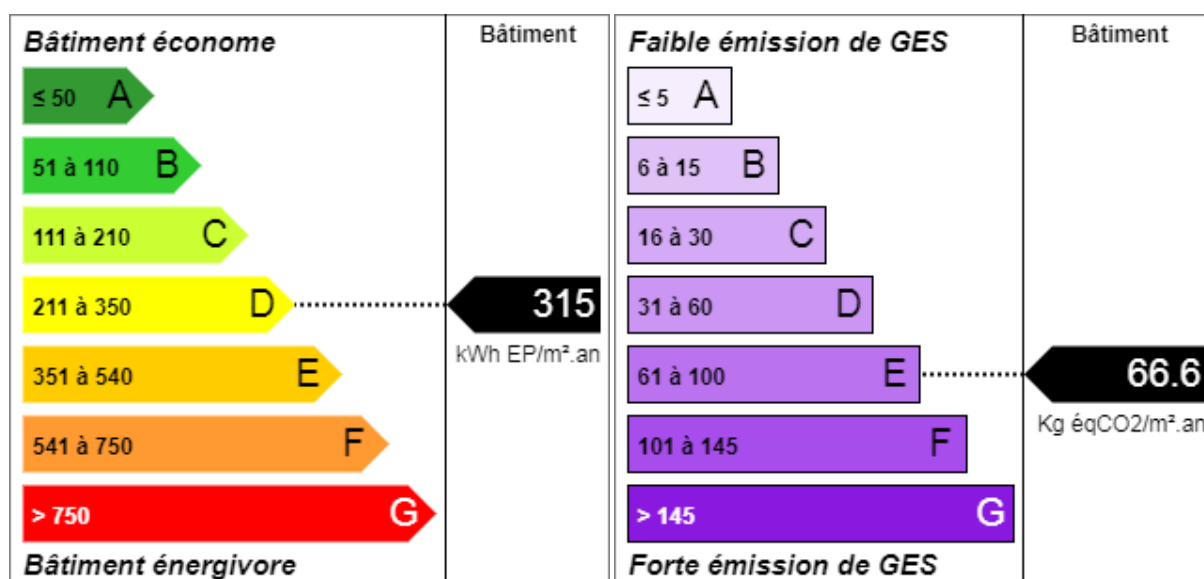 Bâtiment économe
Bâtiment
≤ 50 A
51 à 110 B
111 à 210 C
211 à 350 D
315
kWh EP/m².an
351 à 540 E
541 à 750 F
> 750 G
Bâtiment énergivore
Faible émission de GES
Bâtiment
≤ 5 A
6 à 15 B
16 à 30 C
31 à 60 D
61 à 100 E
66.6
Kg éqCO2/m².an
101 à 145 F
> 145 G
Forte émission de GES